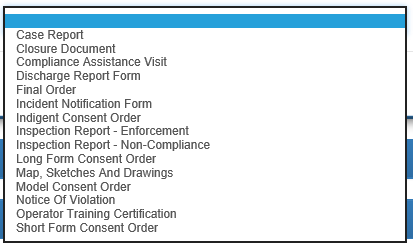 Case Report
Closure Document
Compliance Assistance Visit
Discharge Report Form
Final Order
Incident Notification Form
Indigent Consent Order
Inspection Report - Enforcement
Inspection Report - Non-Compliance
Long Form Consent Order
Map, Sketches And Drawings
Model Consent Order
Notice Of Violation
Operator Training Certification
Short Form Consent Order